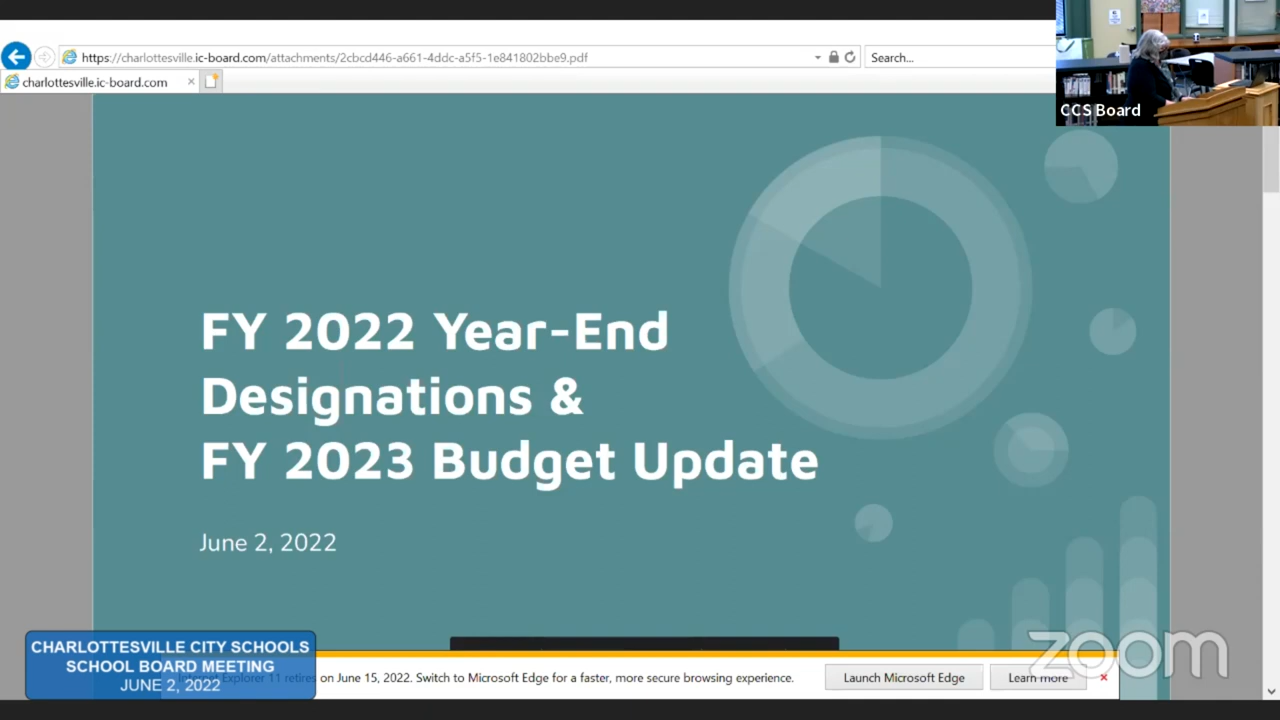 https://charlottesville.ic-board.com/attachments/2cbcd446-a661-4ddc-a5f5-1e841802bbe9.pdf
Search...
charlottesville.ic-board.com
CCS Board
FY 2022 Year-End
Designations &
FY 2023 Budget Update
June 2, 2022
CHARLOTTESVILLE CITY SCHOOLS
SCHOOL BOARD MEETING
JUNE 2, 2022
Explorer 11 retires on June 15, 2022. Switch to Microsoft Edge for a faster, more secure browsing experience.
Launch Microsoft Edge
Learn more
zoom